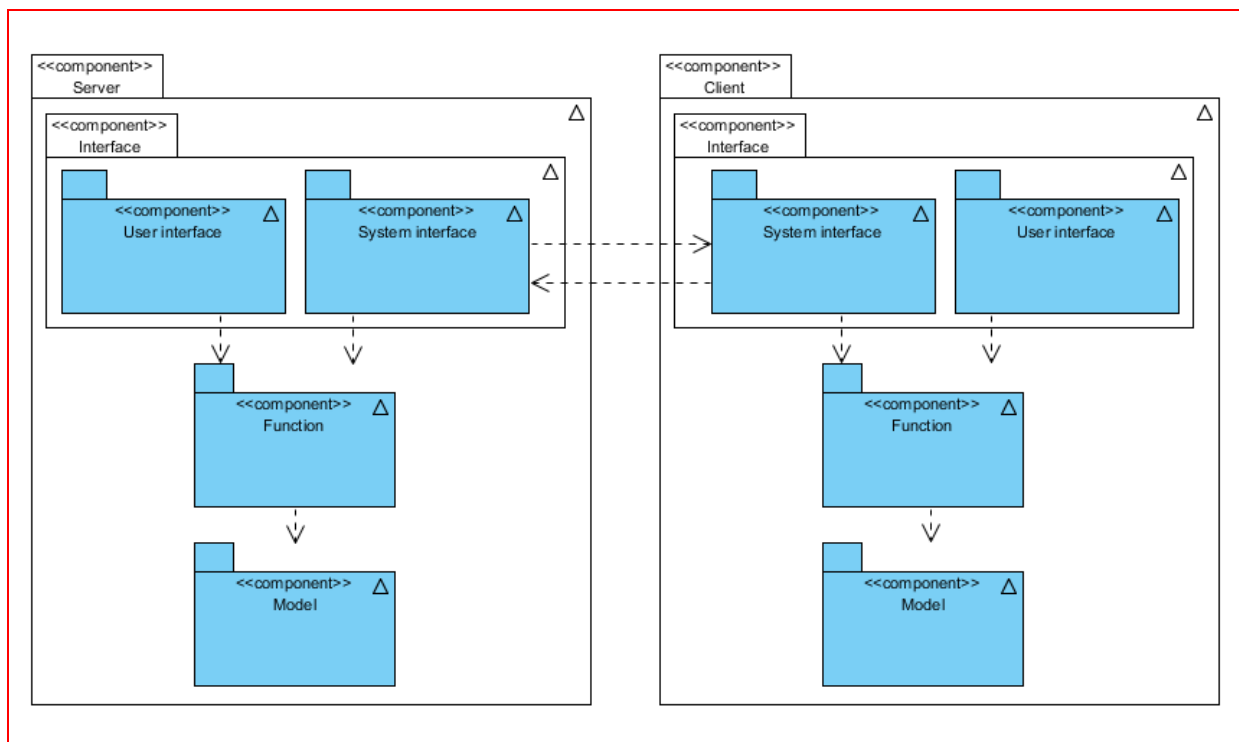 <<component>>
Server
<<component>>
Interface
<<component>>
User interface
<<component>>
System interface
<<component>>
Function
<<component>>
Model
<<component>>
Client
<<component>>
Interface
<<component>>
System interface
<<component>>
User interface
<<component>>
Function
<<component>>
Model